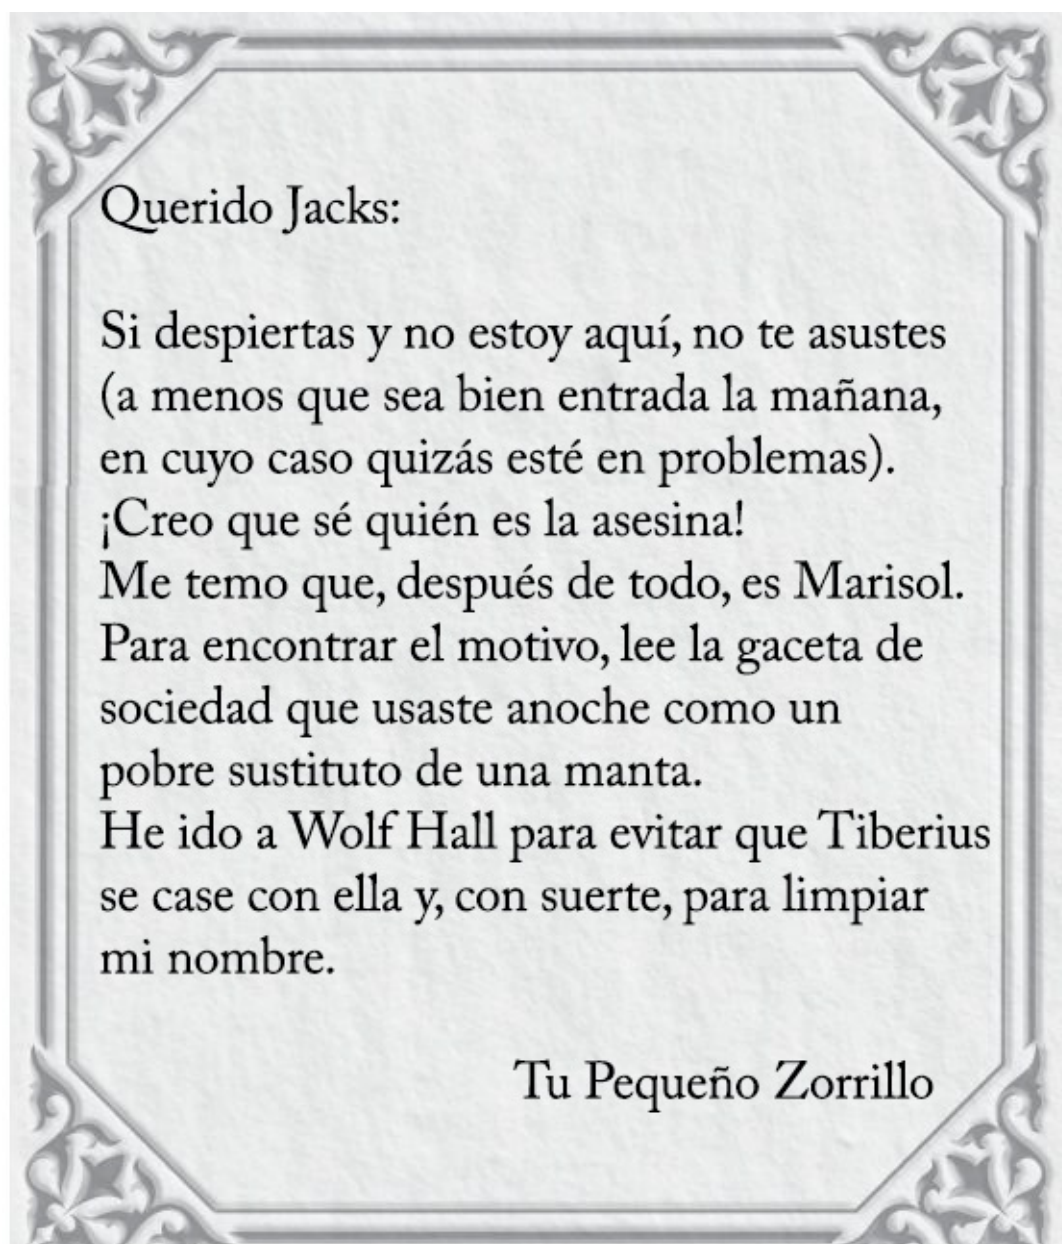 Querido Jacks:
Si despiertas y no estoy aquí, no te asustes
(a menos que sea bien entrada la mañana,
en cuyo caso quizás esté en problemas).
¡Creo que sé quién es la asesina!
Me temo que, después de todo, es Marisol.
Para encontrar el motivo, lee la gaceta de
sociedad que usaste anoche como un
pobre sustituto de una manta.
He ido a Wolf Hall para evitar que Tiberius
se case con ella y, con suerte, para limpiar
mi nombre.
Tu Pequeño Zorrillo